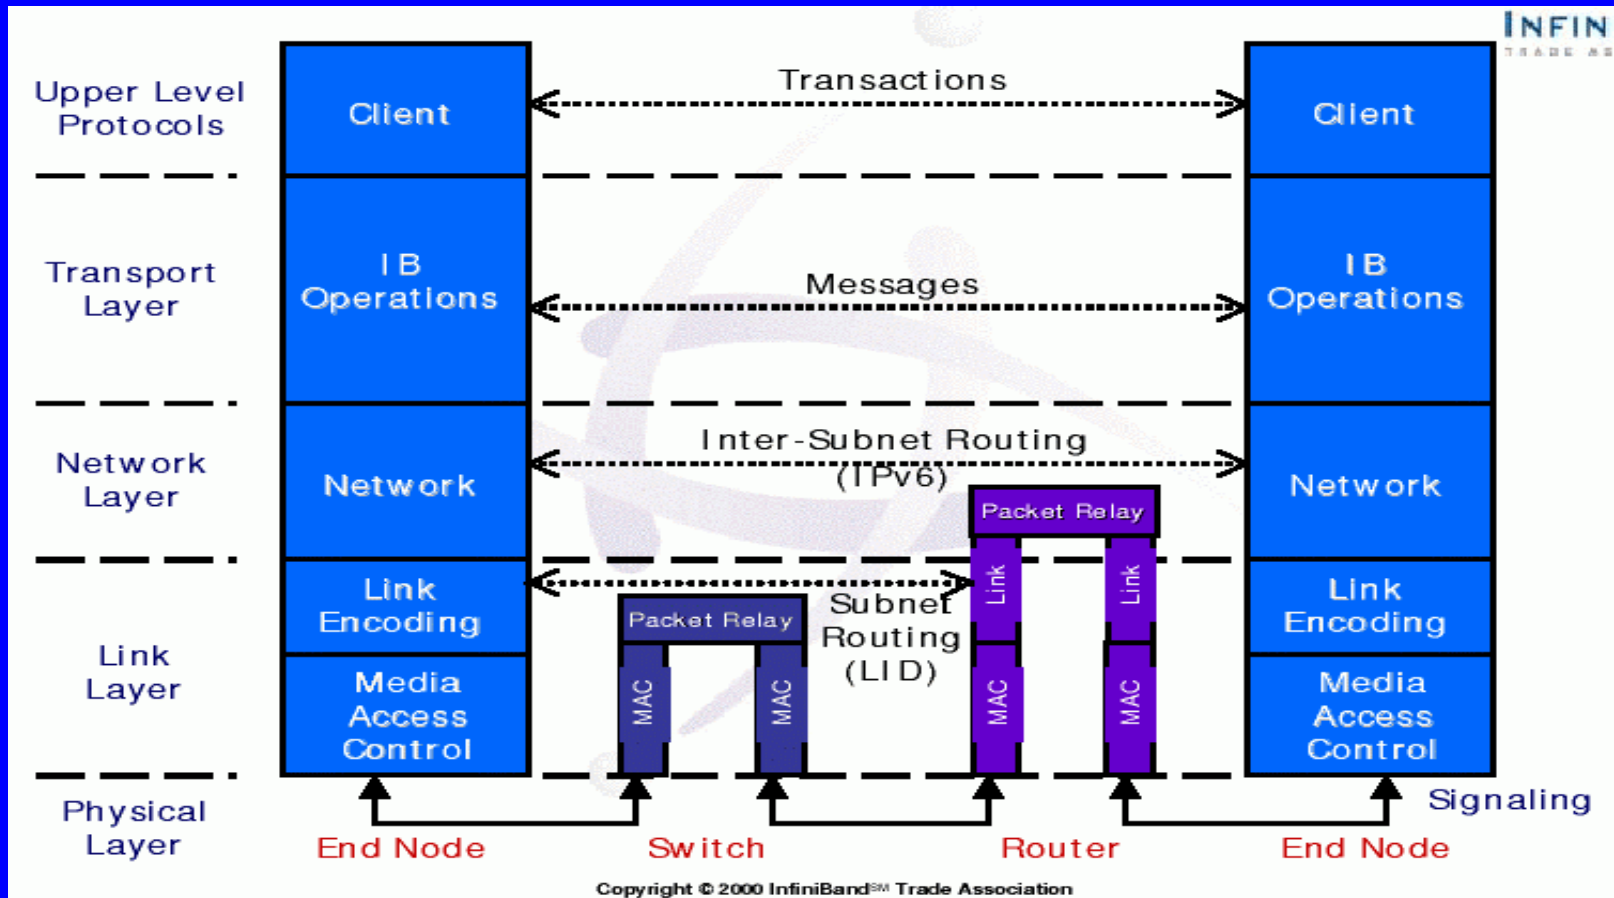 INFIN
TRADE AS
Upper Level
Protocols
Client
Transactions
Client
Transport
Layer
IB
Operations
Messages
IB
Operations
Network
Layer
Network
Inter-Subnet Routing
(IPv6)
Network
Packet Relay
Link
Link
Link
Layer
Link
Encoding
Subnet
Routing
(LID)
Link
Encoding
Packet Relay
Media
Access
Control
MAC
MAC
MAC
MAC
Media
Access
Control
Physical
Layer
Signaling
End Node
Switch
Router
End Node
Copyright © 2000 InfiniBand℠ Trade Association